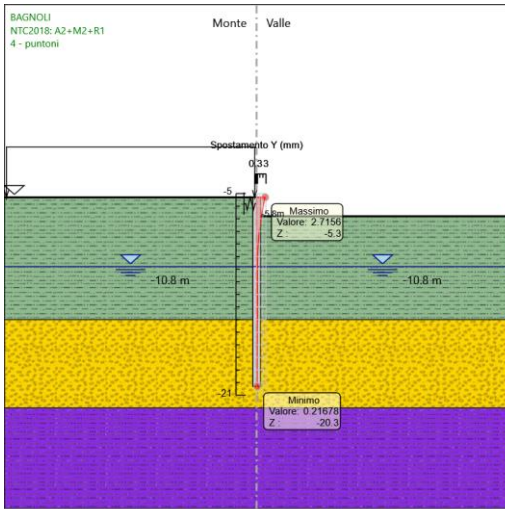 BAGNOLI
NTC2018: A2+M2+R1
4 - puntoni
Monte Valle
Spostamento Y (mm)
0.33
-5
Massimo
Valore: 2.7156
Z : -5.3
-10.8 m
-10.8 m
-21
Minimo
Valore: 0.21678
Z : -20.3